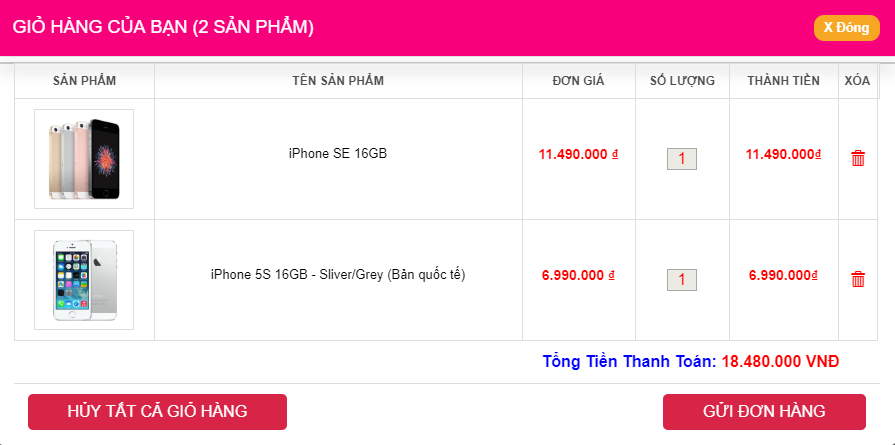 GIỎ HÀNG CỦA BẠN (2 SẢN PHẨM)
X Đóng
SẢN PHẨM TÊN SẢN PHẨM ĐƠN GIÁ SỐ LƯỢNG THÀNH TIỀN XÓA
iPhone SE 16GB 11.490.000 ₫ 1 11.490.000₫
iPhone 5S 16GB - Sliver/Grey (Bản quốc tế) 6.990.000 ₫ 1 6.990.000₫
Tổng Tiền Thanh Toán: 18.480.000 VNĐ
HỦY TẤT CẢ GIỎ HÀNG
GỬI ĐƠN HÀNG